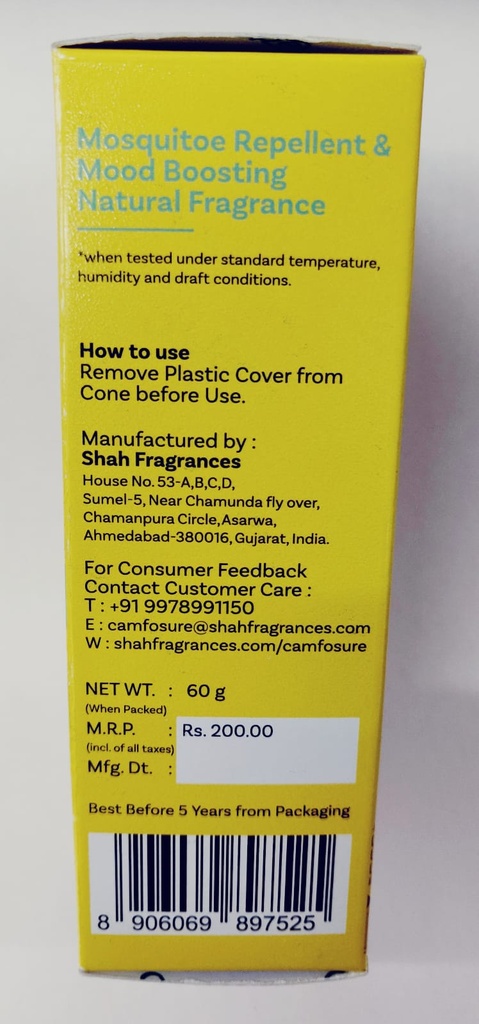 Mosquitoe Repellent &
Mood Boosting
Natural Fragrance
*when tested under standard temperature,
humidity and draft conditions.
How to use
Remove Plastic Cover from
Cone before Use.
Manufactured by :
Shah Fragrances
House No. 53-A,B,C,D,
Sumel-5, Near Chamunda fly over,
Chamanpura Circle, Asarwa,
Ahmedabad-380016, Gujarat, India.
For Consumer Feedback
Contact Customer Care :
T : +91 9978991150
E : camfosure@shahfragrances.com
W : shahfragrances.com/camfosure
NET WT. : 60 g
(When Packed)
M.R.P. : Rs. 200.00
(incl. of all taxes)
Mfg. Dt. :
Best Before 5 Years from Packaging
8 906069 897525